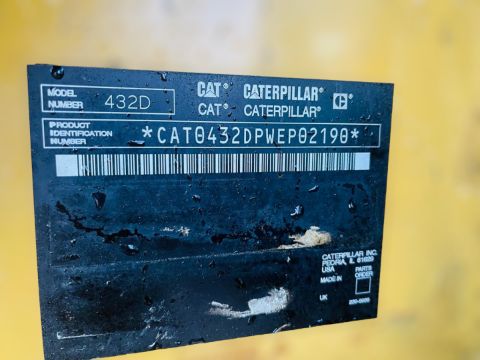 MODEL NUMBER 432D
CAT CATERPILLAR C
CAT® CATERPILLAR®
PRODUCT IDENTIFICATION NUMBER *CAT0432DPWEP02190*
CATERPILLAR INC.
PEORIA, IL 61629
USA
PARTS ORDER
MADE IN
UK